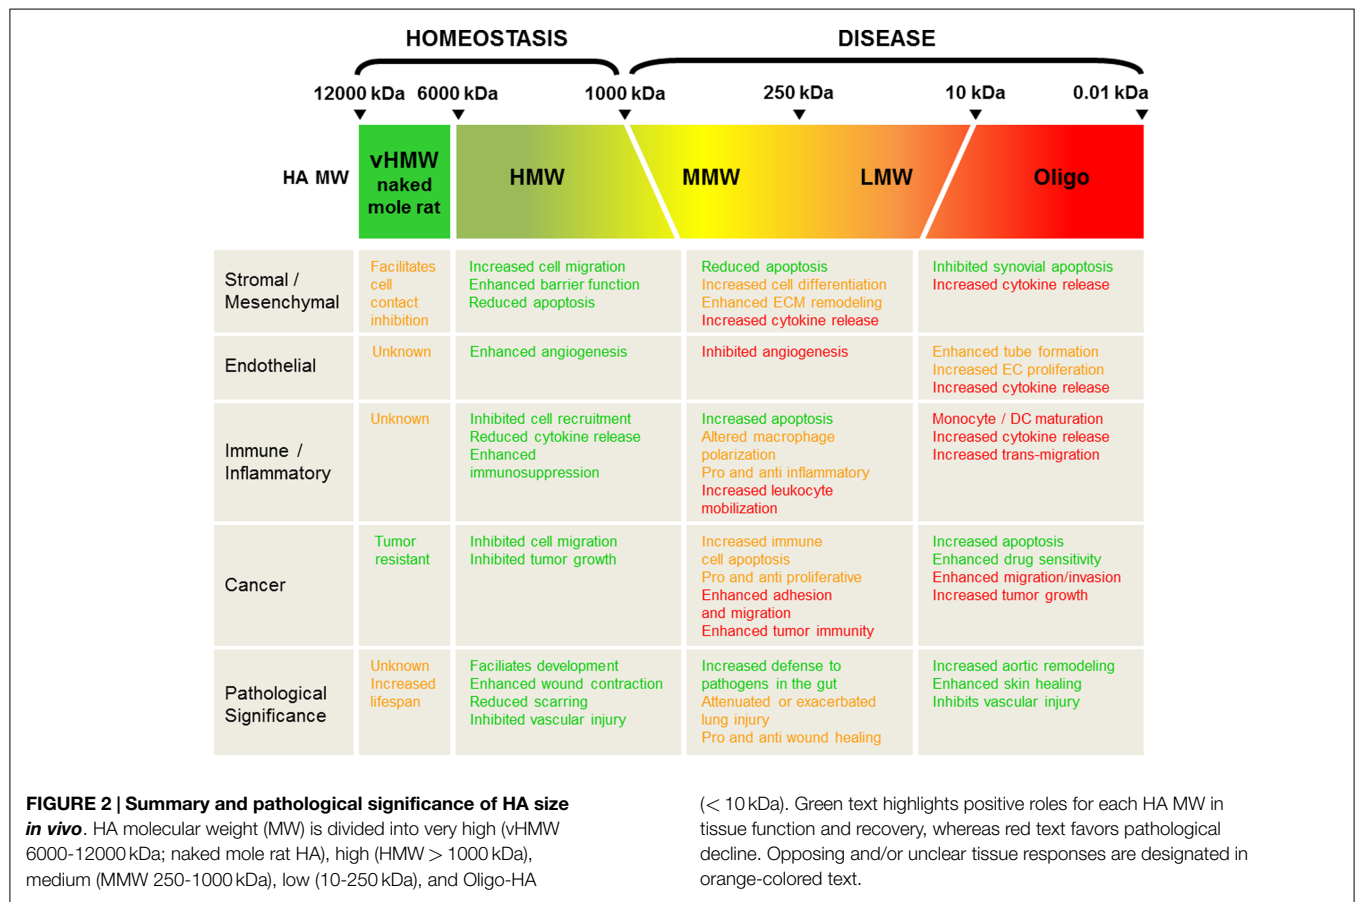 HOMEOSTASIS
DISEASE
12000 kDa
6000 kDa
1000 kDa
250 kDa
10 kDa
0.01 kDa
HA MW
vHMW
naked
mole rat
HMW
MMW
LMW
Oligo
Stromal /
Mesenchymal
Facilitates
cell
contact
inhibition
Increased cell migration
Enhanced barrier function
Reduced apoptosis
Reduced apoptosis
Increased cell differentiation
Enhanced ECM remodeling
Increased cytokine release
Inhibited synovial apoptosis
Increased cytokine release
Endothelial
Unknown
Enhanced angiogenesis
Inhibited angiogenesis
Enhanced tube formation
Increased EC proliferation
Increased cytokine release
Immune /
Inflammatory
Unknown
Inhibited cell recruitment
Reduced cytokine release
Enhanced
immunosuppression
Increased apoptosis
Altered macrophage
polarization
Pro and anti inflammatory
Increased leukocyte
mobilization
Monocyte / DC maturation
Increased cytokine release
Increased trans-migration
Cancer
Tumor
resistant
Inhibited cell migration
Inhibited tumor growth
Increased immune
cell apoptosis
Pro and anti proliferative
Enhanced adhesion
and migration
Enhanced tumor immunity
Increased apoptosis
Enhanced drug sensitivity
Enhanced migration/invasion
Increased tumor growth
Pathological
Significance
Unknown
Increased
lifespan
Faciliates development
Enhanced wound contraction
Reduced scarring
Inhibited vascular injury
Increased defense to
pathogens in the gut
Attenuated or exacerbated
lung injury
Pro and anti wound healing
Increased aortic remodeling
Enhanced skin healing
Inhibits vascular injury
FIGURE 2 | Summary and pathological significance of HA size
in vivo. HA molecular weight (MW) is divided into very high (vHMW
6000-12000 kDa; naked mole rat HA), high (HMW > 1000 kDa),
medium (MMW 250-1000 kDa), low (10-250 kDa), and Oligo-HA
(< 10 kDa). Green text highlights positive roles for each HA MW in
tissue function and recovery, whereas red text favors pathological
decline. Opposing and/or unclear tissue responses are designated in
orange-colored text.